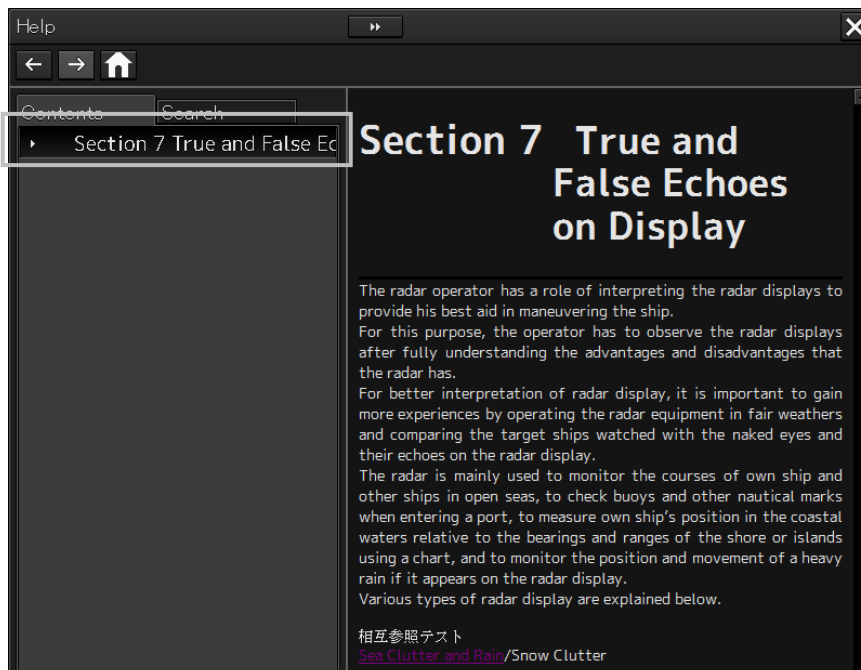 Help
Contents Search
Section 7 True and False Ec
Section 7 True and
False Echoes
on Display
The radar operator has a role of interpreting the radar displays to
provide his best aid in maneuvering the ship.
For this purpose, the operator has to observe the radar displays
after fully understanding the advantages and disadvantages that
the radar has.
For better interpretation of radar display, it is important to gain
more experiences by operating the radar equipment in fair weathers
and comparing the target ships watched with the naked eyes and
their echoes on the radar display.
The radar is mainly used to monitor the courses of own ship and
other ships in open seas, to check buoys and other nautical marks
when entering a port, to measure own ship's position in the coastal
waters relative to the bearings and ranges of the shore or islands
using a chart, and to monitor the position and movement of a heavy
rain if it appears on the radar display.
Various types of radar display are explained below.
相互参照テスト
Sea Clutter and Rain/Snow Clutter